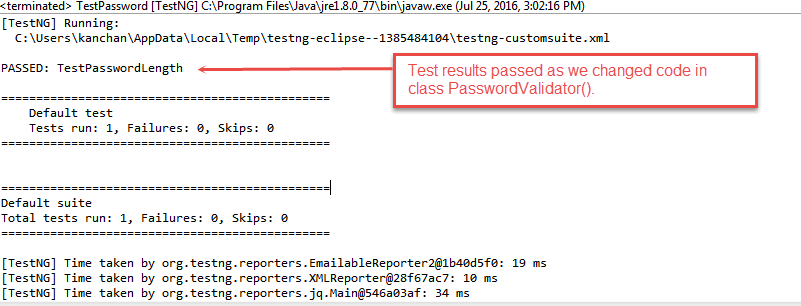 <terminated> TestPassword [TestNG] C:\Program Files\Java\jre1.8.0_77\bin\javaw.exe (Jul 25, 2016, 3:02:16 PM)
[TestNG] Running:
C:\Users\kanchan\AppData\Local\Temp\testng-eclipse--1385484104\testng-customsuite.xml
PASSED: TestPasswordLength
Test results passed as we changed code in
class PasswordValidator().
===============================================
Default test
Tests run: 1, Failures: 0, Skips: 0
===============================================
===============================================
Default suite
Total tests run: 1, Failures: 0, Skips: 0
===============================================
[TestNG] Time taken by org.testng.reporters.EmailableReporter2@1b40d5f0: 19 ms
[TestNG] Time taken by org.testng.reporters.XMLReporter@28f67ac7: 10 ms
[TestNG] Time taken by org.testng.reporters.jq.Main@546a03af: 34 ms